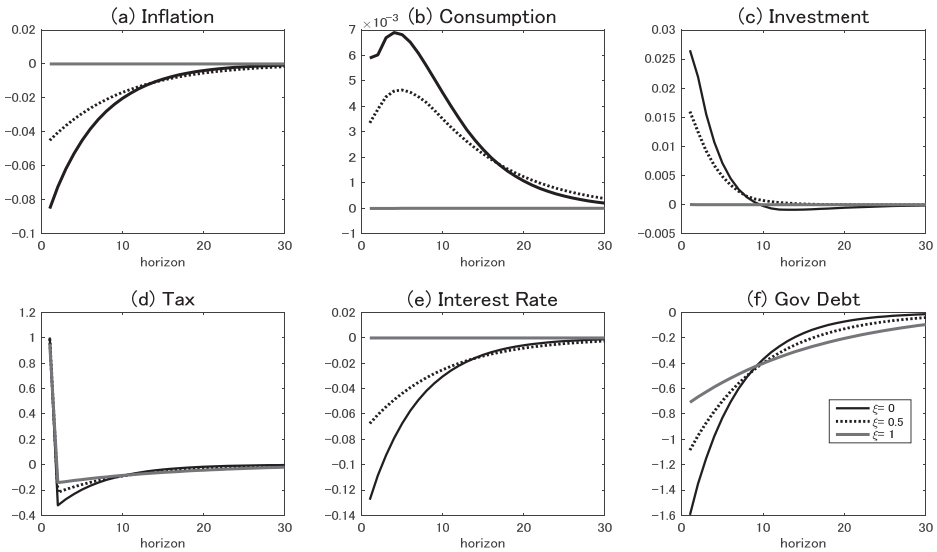 (a) Inflation
0.02
0
-0.02
-0.04
-0.06
-0.08
-0.1
0 10 20 30
horizon
×10⁻³ (b) Consumption
7
6
5
4
3
2
1
0
-1
0 10 20 30
horizon
(c) Investment
0.03
0.025
0.02
0.015
0.01
0.005
0
-0.005
0 10 20 30
horizon
(d) Tax
1.2
1
0.8
0.6
0.4
0.2
0
-0.2
-0.4
0 10 20 30
horizon
(e) Interest Rate
0.02
0
-0.02
-0.04
-0.06
-0.08
-0.1
-0.12
-0.14
0 10 20 30
horizon
(f) Gov Debt
0
-0.2
-0.4
-0.6
-0.8
-1
-1.2
-1.4
-1.6
ξ= 0
ξ= 0.5
ξ= 1
0 10 20 30
horizon